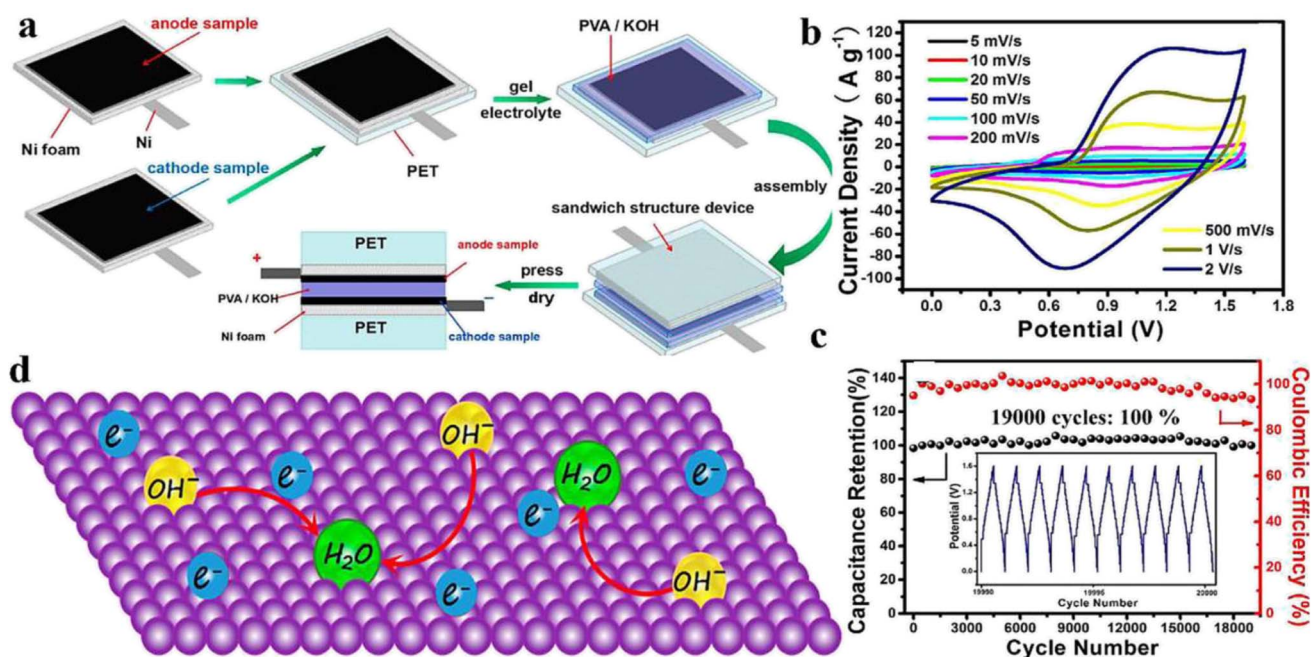 a
anode sample
Ni foam
Ni
cathode sample
PET
gel
electrolyte
PVA / KOH
assembly
sandwich structure device
press
dry
PET
+
anode sample
PVA / KOH
−
Ni foam
PET
cathode sample
b
Current Density ( A g⁻¹)
120
100
80
60
40
20
0
-20
-40
-60
-80
-100
5 mV/s
10 mV/s
20 mV/s
50 mV/s
100 mV/s
200 mV/s
500 mV/s
1 V/s
2 V/s
0.0 0.3 0.6 0.9 1.2 1.5 1.8
Potential (V)
c
Capacitance Retention(%)
140
120
100
80
60
40
20
0
19000 cycles: 100 %
Potential (V)
1.6
1.2
0.8
0.4
0.0
19990 19995 20000
Cycle Number
0 3000 6000 9000 12000 15000 18000
Cycle Number
100
80
60
40
20
0
Coulombic Efficiency (%)
d
e⁻
OH⁻
e⁻
OH⁻
H₂O
e⁻
H₂O
e⁻
e⁻
e⁻
OH⁻